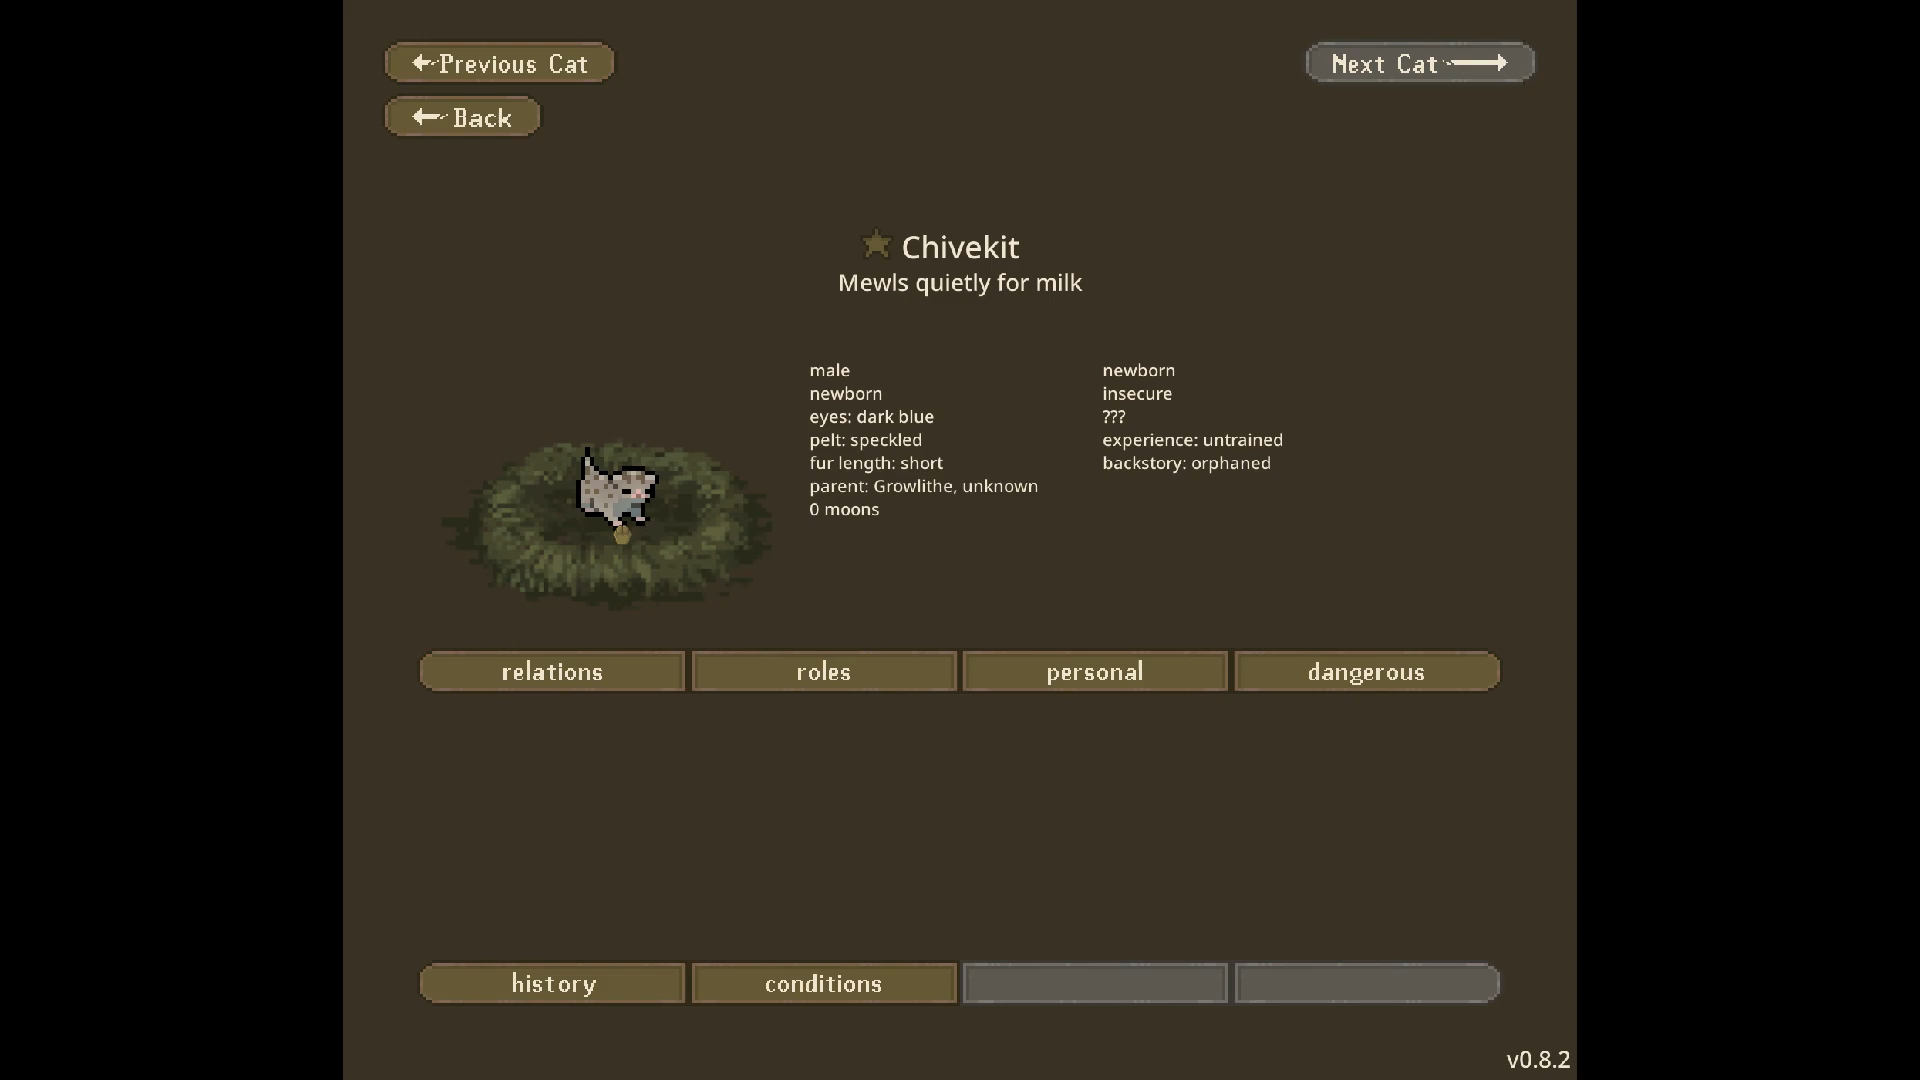 Previous Cat
Next Cat
Back
Chivekit
Mewls quietly for milk
male
newborn
eyes: dark blue
pelt: speckled
fur length: short
parent: Growlithe, unknown
0 moons
newborn
insecure
???
experience: untrained
backstory: orphaned
relations
roles
personal
dangerous
history
conditions
v0.8.2